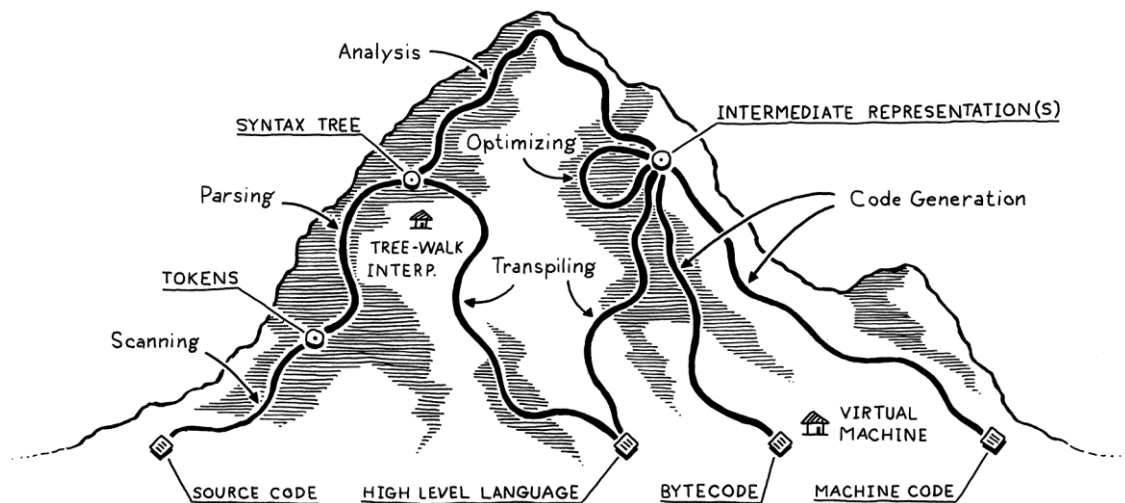 Analysis
SYNTAX TREE
INTERMEDIATE REPRESENTATION(S)
Optimizing
Parsing
Code Generation
TREE-WALK
INTERP.
Transpiling
TOKENS
Scanning
VIRTUAL
MACHINE
SOURCE CODE
HIGH LEVEL LANGUAGE
BYTECODE
MACHINE CODE